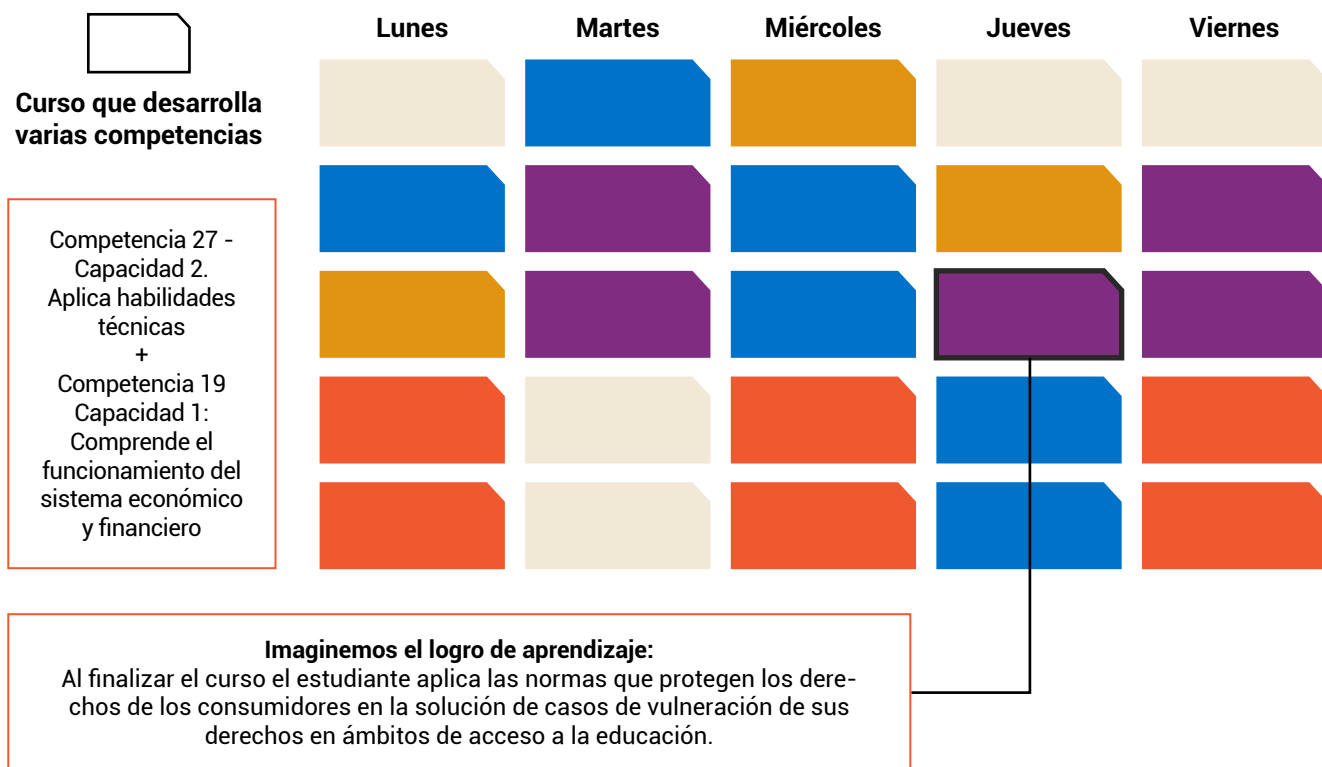 Lunes
Martes
Miércoles
Jueves
Viernes
Curso que desarrolla
varias competencias
Competencia 27 -
Capacidad 2.
Aplica habilidades
técnicas
+
Competencia 19
Capacidad 1:
Comprende el
funcionamiento del
sistema económico
y financiero
Imaginemos el logro de aprendizaje:
Al finalizar el curso el estudiante aplica las normas que protegen los dere-
chos de los consumidores en la solución de casos de vulneración de sus
derechos en ámbitos de acceso a la educación.